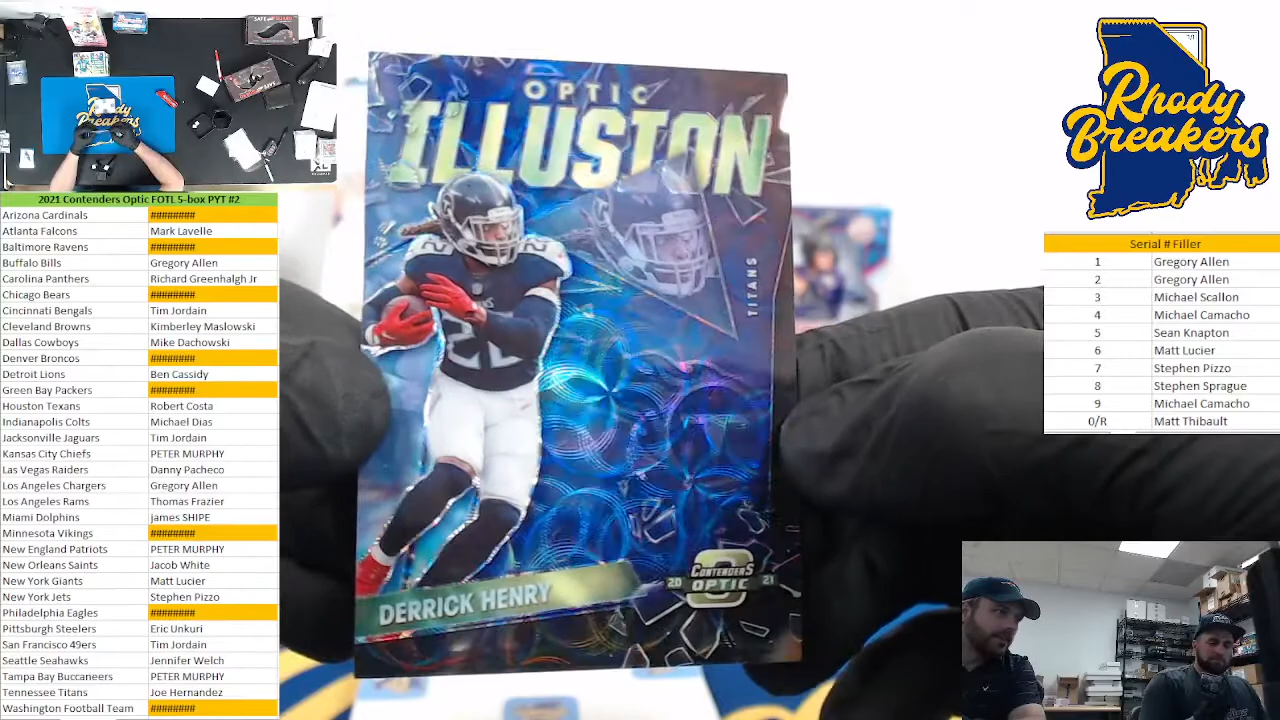 OPTIC
ILLUSION
TITANS
22
DERRICK HENRY
20 CONTENDERS OPTIC 21
Rhody
Breakers
1/1
Rhody
Breakers
2021 Contenders Optic FOTL 5-box PYT #2
Arizona Cardinals ########
Atlanta Falcons Mark Lavelle
Baltimore Ravens ########
Buffalo Bills Gregory Allen
Carolina Panthers Richard Greenhalgh Jr
Chicago Bears ########
Cincinnati Bengals Tim Jordain
Cleveland Browns Kimberley Maslowski
Dallas Cowboys Mike Dachowski
Denver Broncos ########
Detroit Lions Ben Cassidy
Green Bay Packers ########
Houston Texans Robert Costa
Indianapolis Colts Michael Dias
Jacksonville Jaguars Tim Jordain
Kansas City Chiefs PETER MURPHY
Las Vegas Raiders Danny Pacheco
Los Angeles Chargers Gregory Allen
Los Angeles Rams Thomas Frazier
Miami Dolphins james SHIPE
Minnesota Vikings ########
New England Patriots PETER MURPHY
New Orleans Saints Jacob White
New York Giants Matt Lucier
New York Jets Stephen Pizzo
Philadelphia Eagles ########
Pittsburgh Steelers Eric Unkuri
San Francisco 49ers Tim Jordain
Seattle Seahawks Jennifer Welch
Tampa Bay Buccaneers PETER MURPHY
Tennessee Titans Joe Hernandez
Washington Football Team ########
Serial # Filler
1 Gregory Allen
2 Gregory Allen
3 Michael Scallon
4 Michael Camacho
5 Sean Knapton
6 Matt Lucier
7 Stephen Pizzo
8 Stephen Sprague
9 Michael Camacho
0/R Matt Thibault